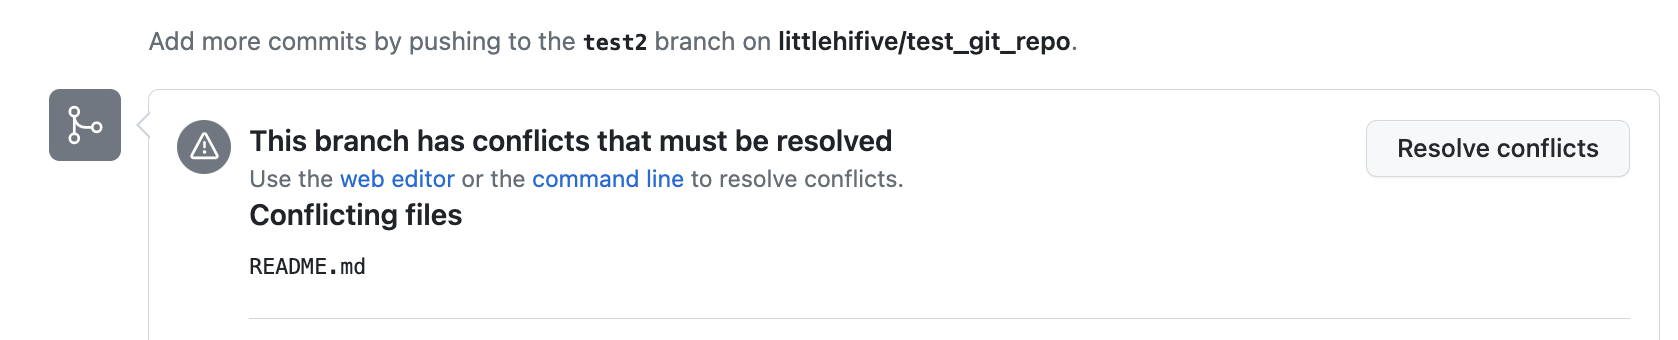 Add more commits by pushing to the test2 branch on littlehifive/test_git_repo.
This branch has conflicts that must be resolved
Resolve conflicts
Use the web editor or the command line to resolve conflicts.
Conflicting files
README.md